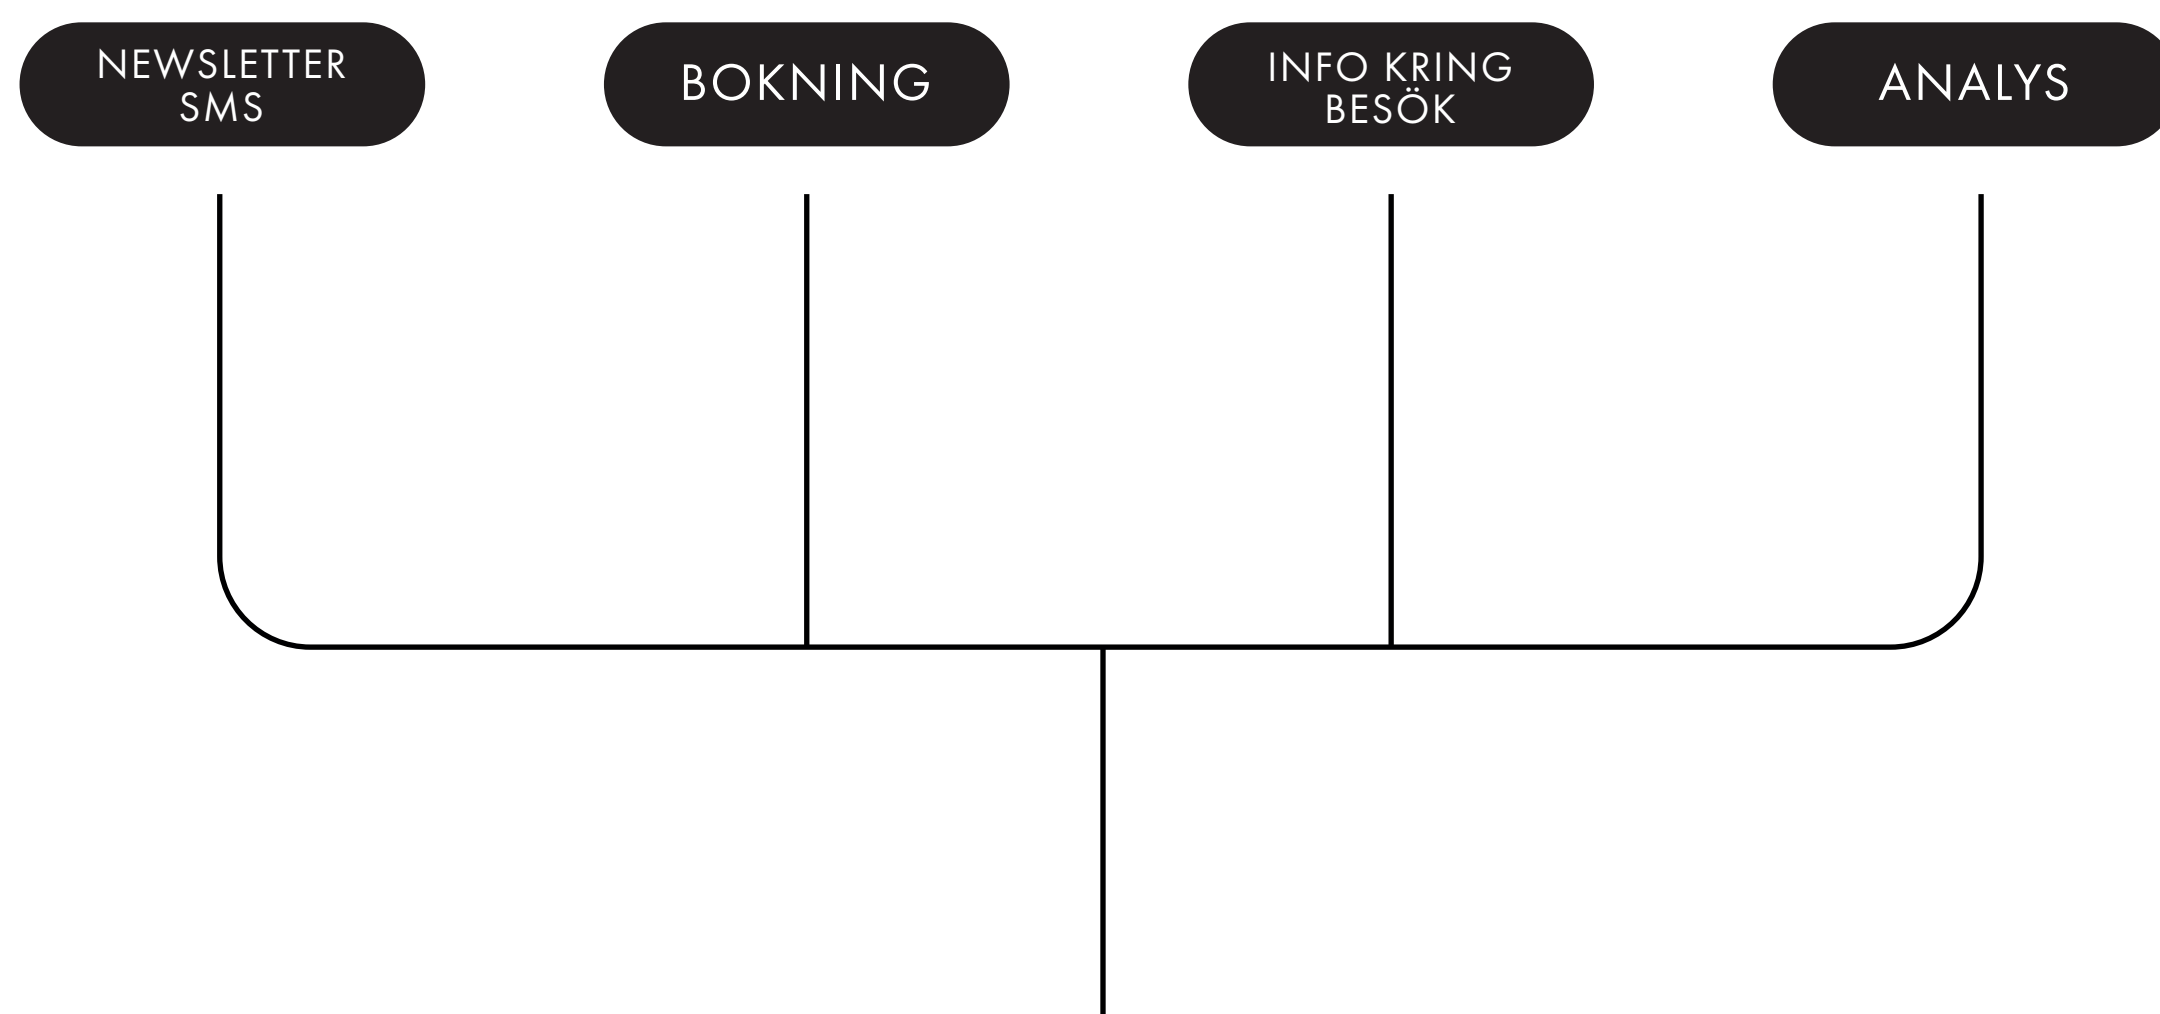 NEWSLETTER
SMS
BOKNING
INFO KRING
BESÖK
ANALYS